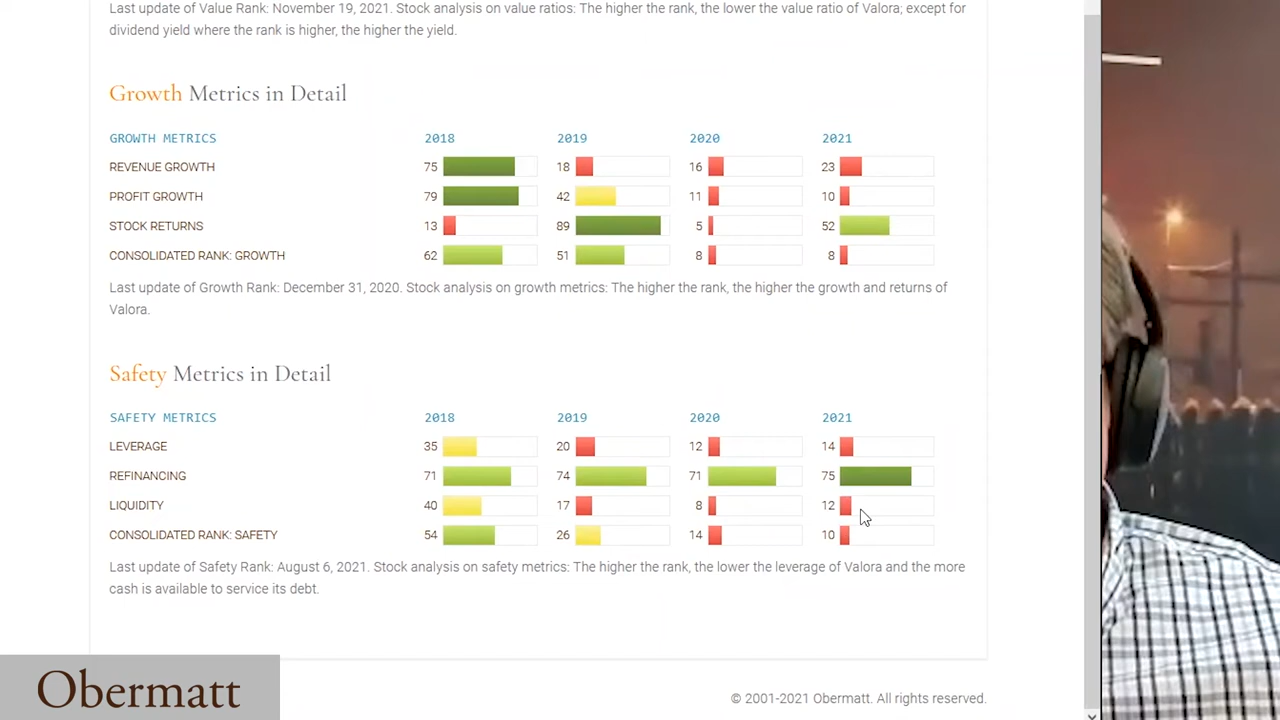 Last update of Value Rank: November 19, 2021. Stock analysis on value ratios: The higher the rank, the lower the value ratio of Valora; except for
dividend yield where the rank is higher, the higher the yield.
Growth Metrics in Detail
GROWTH METRICS 2018 2019 2020 2021
REVENUE GROWTH 75 18 16 23
PROFIT GROWTH 79 42 11 10
STOCK RETURNS 13 89 5 52
CONSOLIDATED RANK: GROWTH 62 51 8 8
Last update of Growth Rank: December 31, 2020. Stock analysis on growth metrics: The higher the rank, the higher the growth and returns of
Valora.
Safety Metrics in Detail
SAFETY METRICS 2018 2019 2020 2021
LEVERAGE 35 20 12 14
REFINANCING 71 74 71 75
LIQUIDITY 40 17 8 12
CONSOLIDATED RANK: SAFETY 54 26 14 10
Last update of Safety Rank: August 6, 2021. Stock analysis on safety metrics: The higher the rank, the lower the leverage of Valora and the more
cash is available to service its debt.
Obermatt
© 2001-2021 Obermatt. All rights reserved.